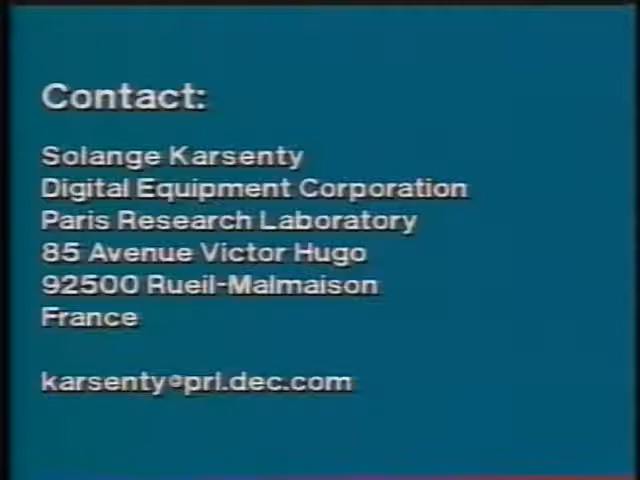 Contact:
Solange Karsenty
Digital Equipment Corporation
Paris Research Laboratory
85 Avenue Victor Hugo
92500 Rueil-Malmaison
France
karsenty@prl.dec.com